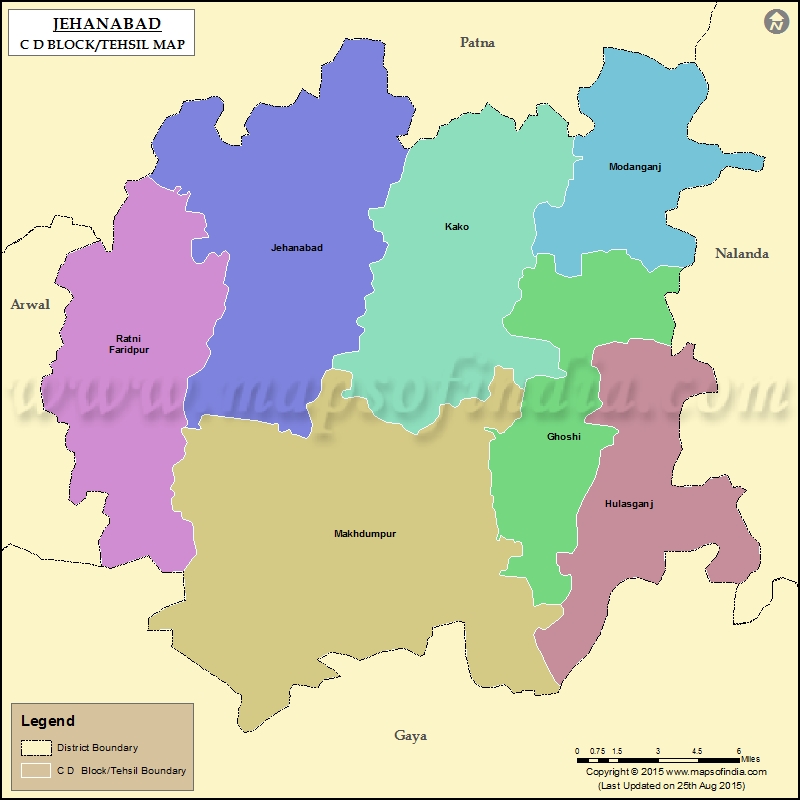 JEHANABAD
C D BLOCK/TEHSIL MAP
N
Patna
Modanganj
Kako
Jehanabad
Nalanda
Arwal
Ratni
Faridpur
www.mapsofindia.com
Ghoshi
Hulasganj
Makhdumpur
Gaya
Legend
District Boundary
C D Block/Tehsil Boundary
0 0.75 1.5 3 4.5 6
Miles
Copyright © 2015 www.mapsofindia.com
(Last Updated on 25th Aug 2015)